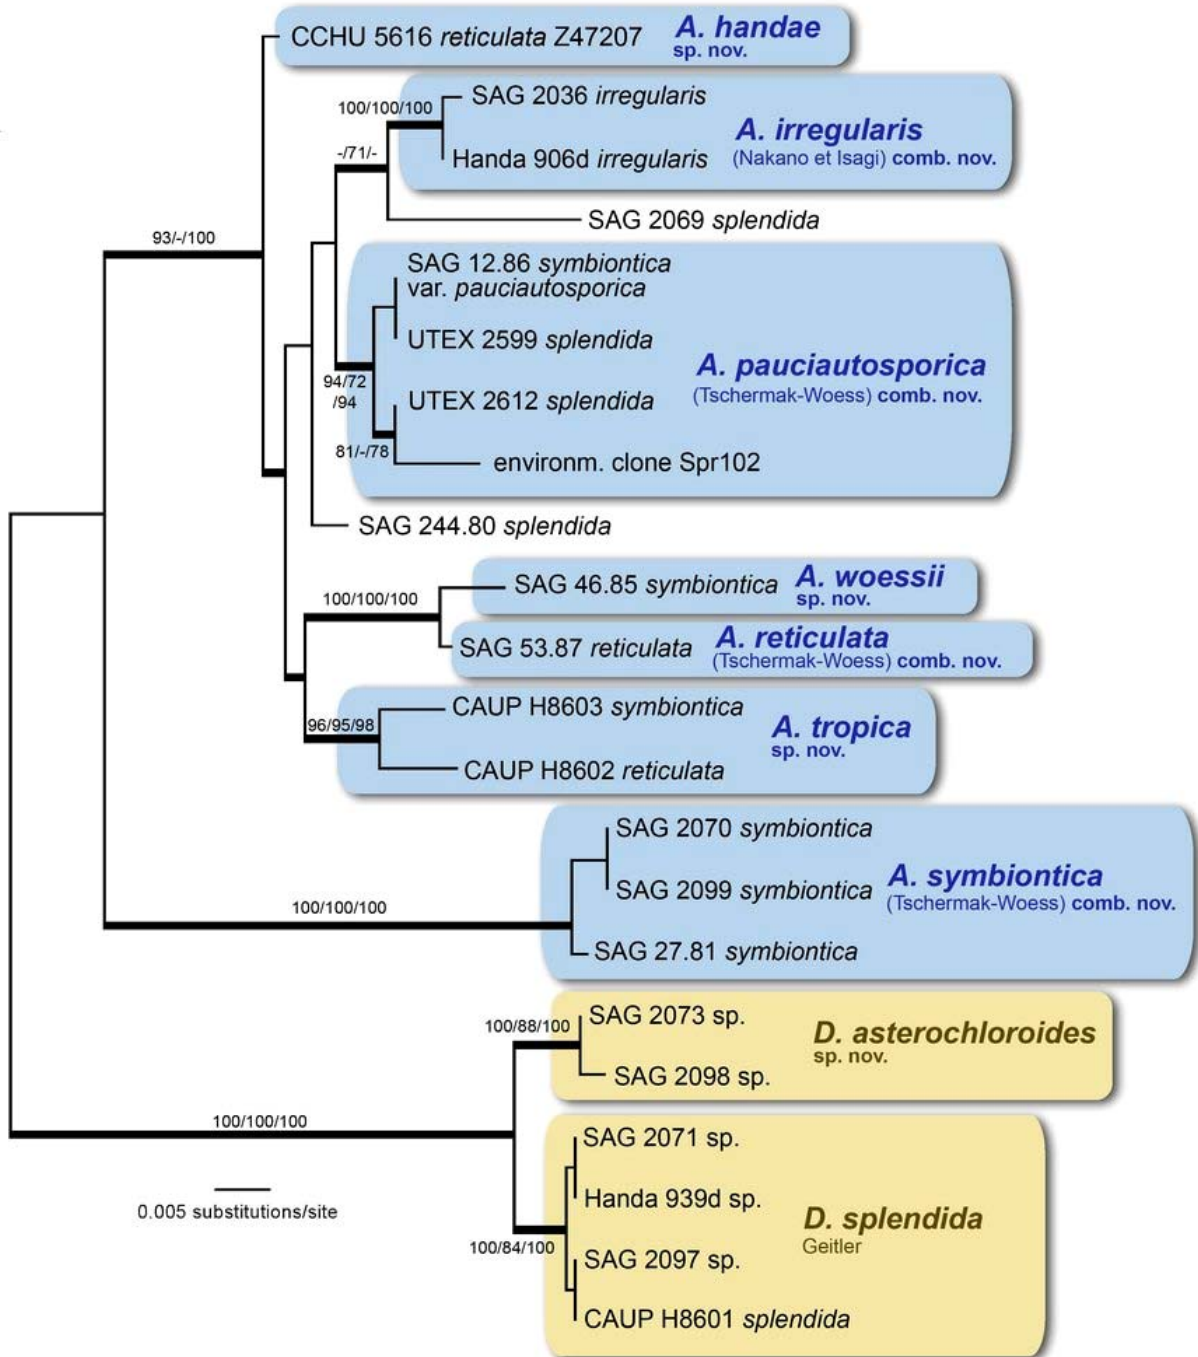 CCHU 5616 reticulata Z47207 A. handae
sp. nov.
SAG 2036 irregularis
100/100/100
A. irregularis
(Nakano et Isagi) comb. nov.
Handa 906d irregularis
-/71/-
SAG 2069 splendida
93/-/100
SAG 12.86 symbiontica
var. pauciautosporica
UTEX 2599 splendida
A. pauciautosporica
(Tschermak-Woess) comb. nov.
94/72
/94
UTEX 2612 splendida
81/-/78
environm. clone Spr102
SAG 244.80 splendida
SAG 46.85 symbiontica A. woessii
sp. nov.
100/100/100
SAG 53.87 reticulata A. reticulata
(Tschermak-Woess) comb. nov.
CAUP H8603 symbiontica
96/95/98
A. tropica
sp. nov.
CAUP H8602 reticulata
SAG 2070 symbiontica
SAG 2099 symbiontica A. symbiontica
(Tschermak-Woess) comb. nov.
100/100/100
SAG 27.81 symbiontica
SAG 2073 sp.
100/88/100
D. asterochloroides
sp. nov.
SAG 2098 sp.
100/100/100
SAG 2071 sp.
Handa 939d sp.
0.005 substitutions/site
D. splendida
Geitler
100/84/100
SAG 2097 sp.
CAUP H8601 splendida